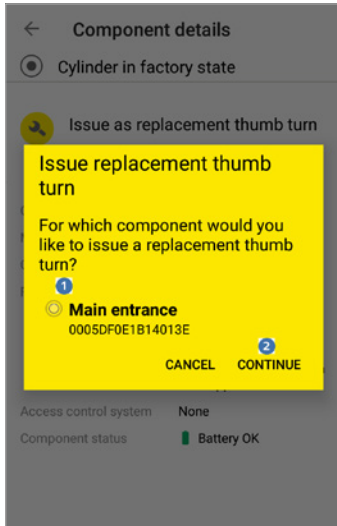 Component details
Cylinder in factory state
Issue as replacement thumb turn
Issue replacement thumb
turn
For which component would you
like to issue a replacement thumb
turn?
1
Main entrance
0005DF0E1B14013E
2
CANCEL CONTINUE
Access control system None
Component status Battery OK